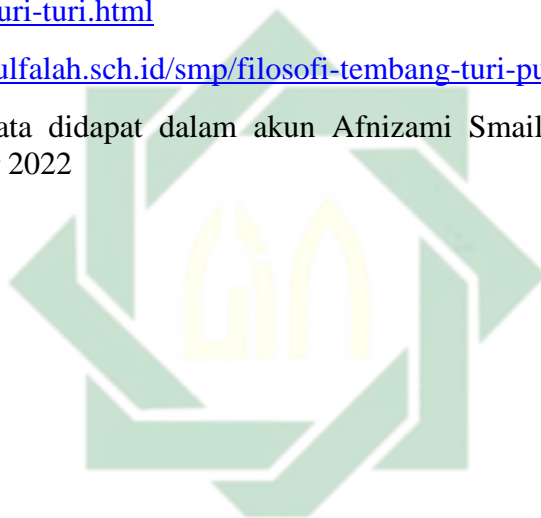 uri-turi.html
ulfalah.sch.id/smp/filosofi-tembang-turi-pu
ata didapat dalam akun Afnizami Smail
2022